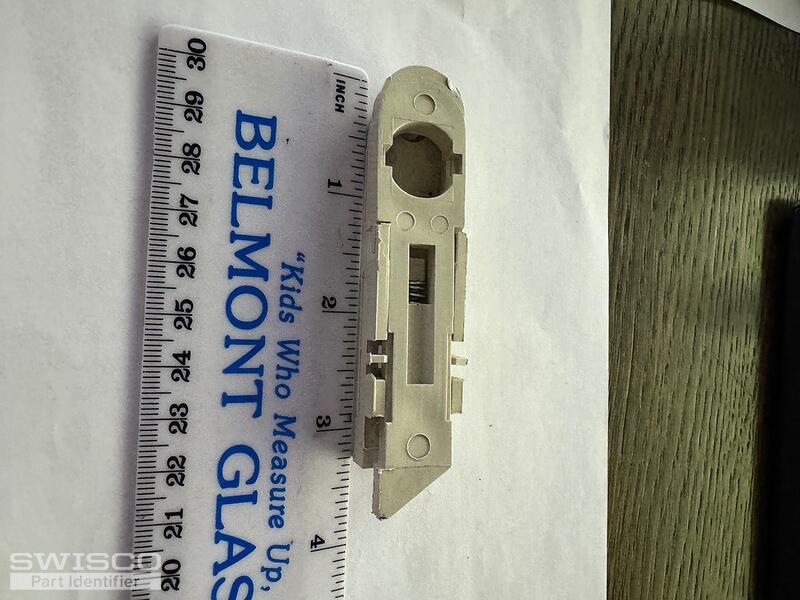 30 29 28 27 26 25 24 23 22 21 20
INCH 1 2 3 4
BELMONT GLAS
"Kids Who Measure Up,
SWISCO
Part Identifier